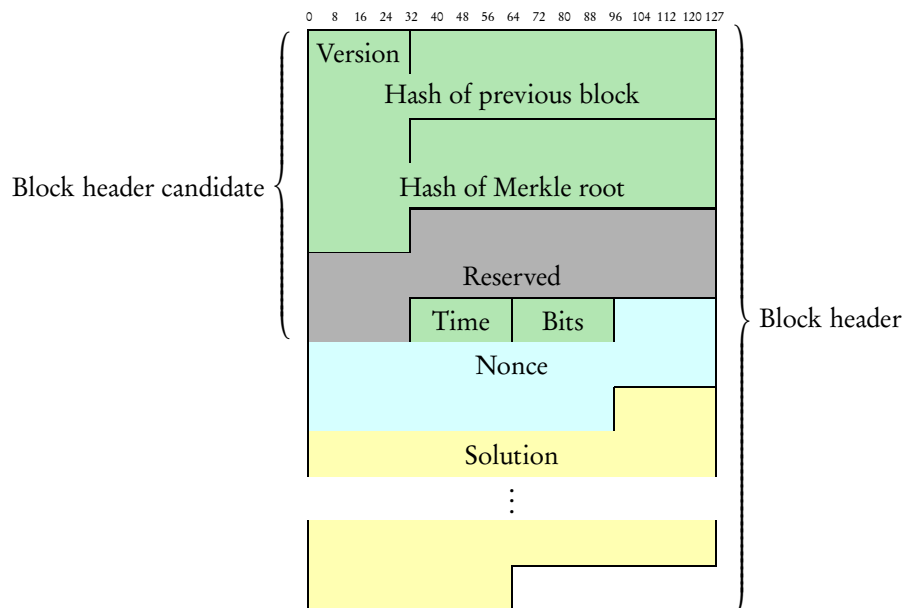 0 8 16 24 32 40 48 56 64 72 80 88 96 104 112 120 127
Version
Hash of previous block
Block header candidate
Hash of Merkle root
Reserved
Time Bits
Block header
Nonce
Solution
⋮